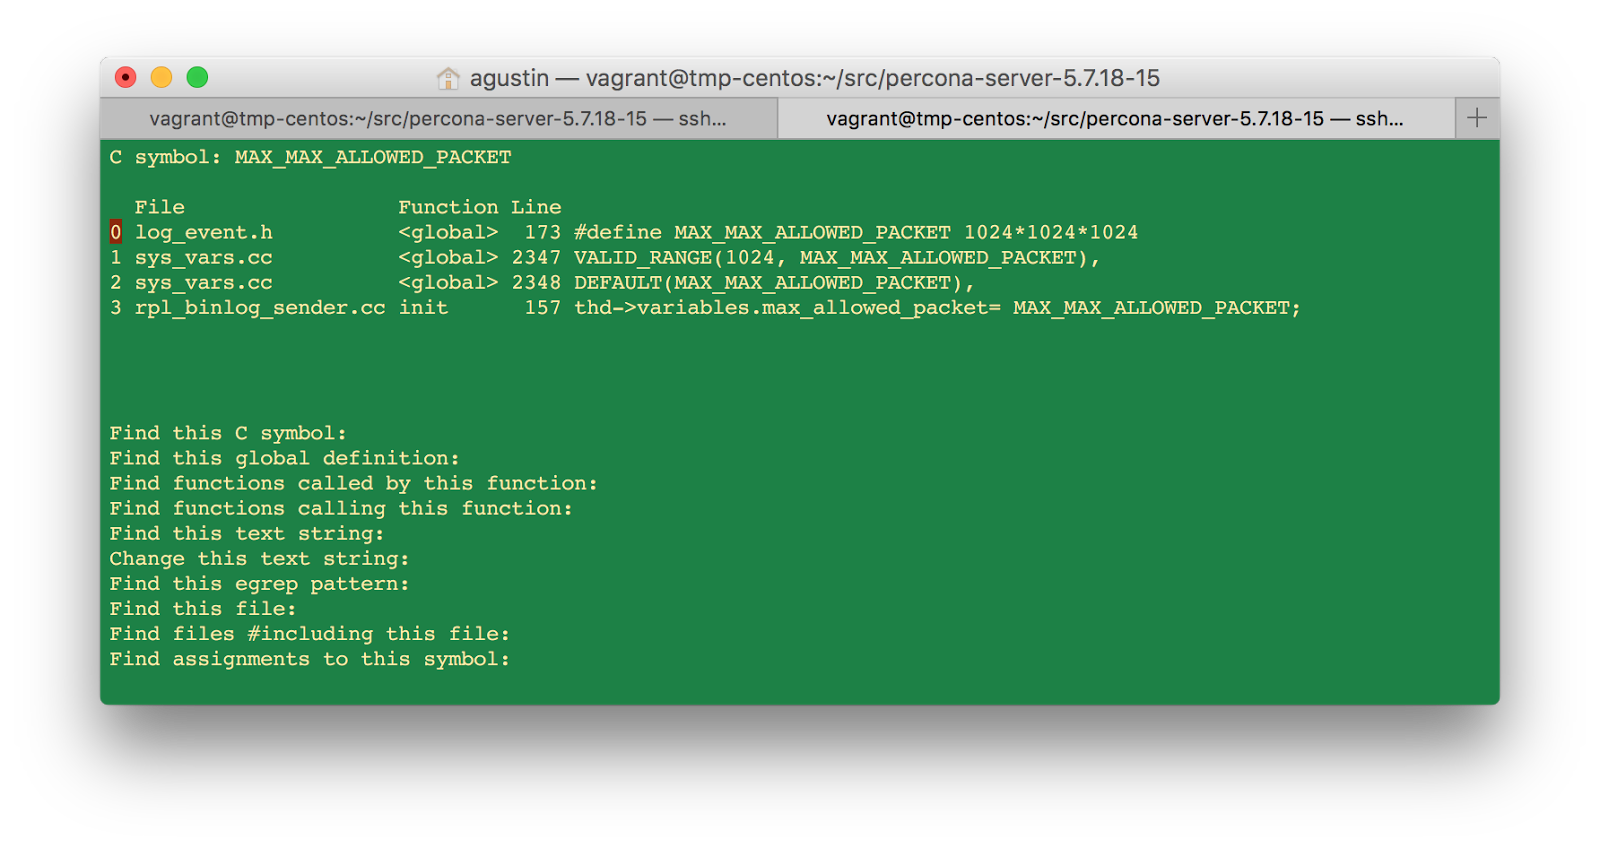 agustin — vagrant@tmp-centos:~/src/percona-server-5.7.18-15
vagrant@tmp-centos:~/src/percona-server-5.7.18-15 — ssh... vagrant@tmp-centos:~/src/percona-server-5.7.18-15 — ssh... +
C symbol: MAX_MAX_ALLOWED_PACKET
File Function Line
0 log_event.h <global> 173 #define MAX_MAX_ALLOWED_PACKET 1024*1024*1024
1 sys_vars.cc <global> 2347 VALID_RANGE(1024, MAX_MAX_ALLOWED_PACKET),
2 sys_vars.cc <global> 2348 DEFAULT(MAX_MAX_ALLOWED_PACKET),
3 rpl_binlog_sender.cc init 157 thd->variables.max_allowed_packet= MAX_MAX_ALLOWED_PACKET;
Find this C symbol:
Find this global definition:
Find functions called by this function:
Find functions calling this function:
Find this text string:
Change this text string:
Find this egrep pattern:
Find this file:
Find files #including this file:
Find assignments to this symbol: